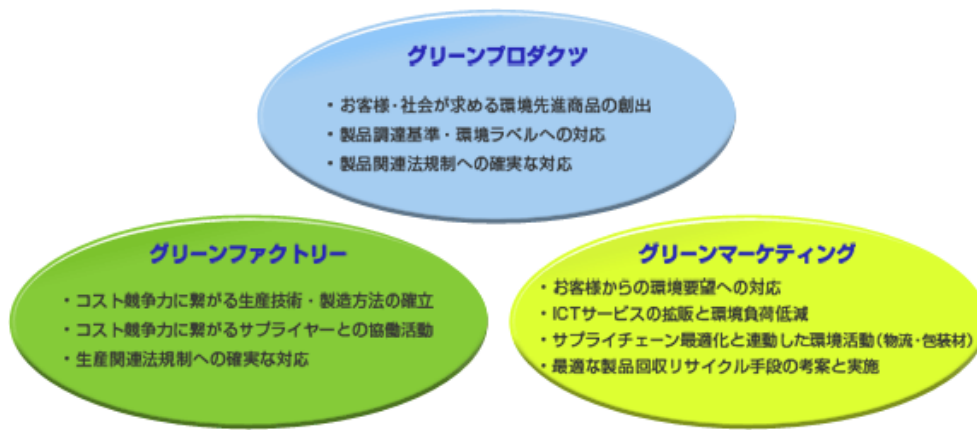 グリーンプロダクツ
・お客様・社会が求める環境先進商品の創出
・製品調達基準・環境ラベルへの対応
・製品関連法規制への確実な対応
グリーンファクトリー
・コスト競争力に繋がる生産技術・製造方法の確立
・コスト競争力に繋がるサプライヤーとの協働活動
・生産関連法規制への確実な対応
グリーンマーケティング
・お客様からの環境要望への対応
・ICTサービスの拡販と環境負荷低減
・サプライチェーン最適化と連動した環境活動(物流・包装材)
・最適な製品回収リサイクル手段の考案と実施